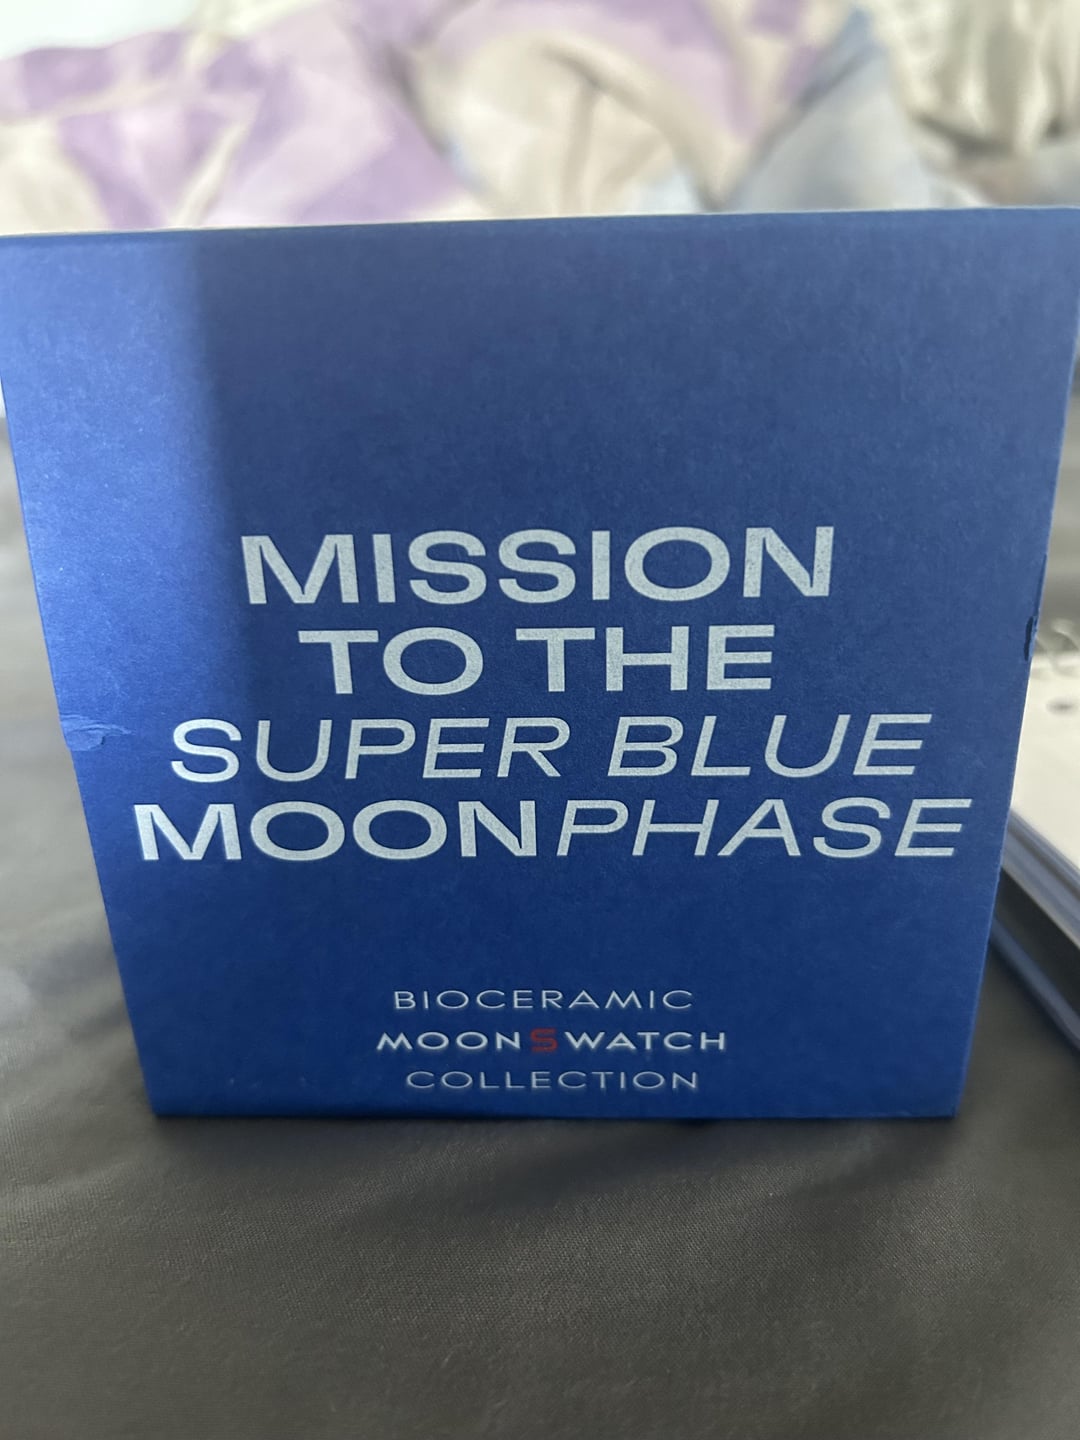 MISSION
TO THE
SUPER BLUE
MOONPHASE
BIOCERAMIC
MOONSWATCH
COLLECTION